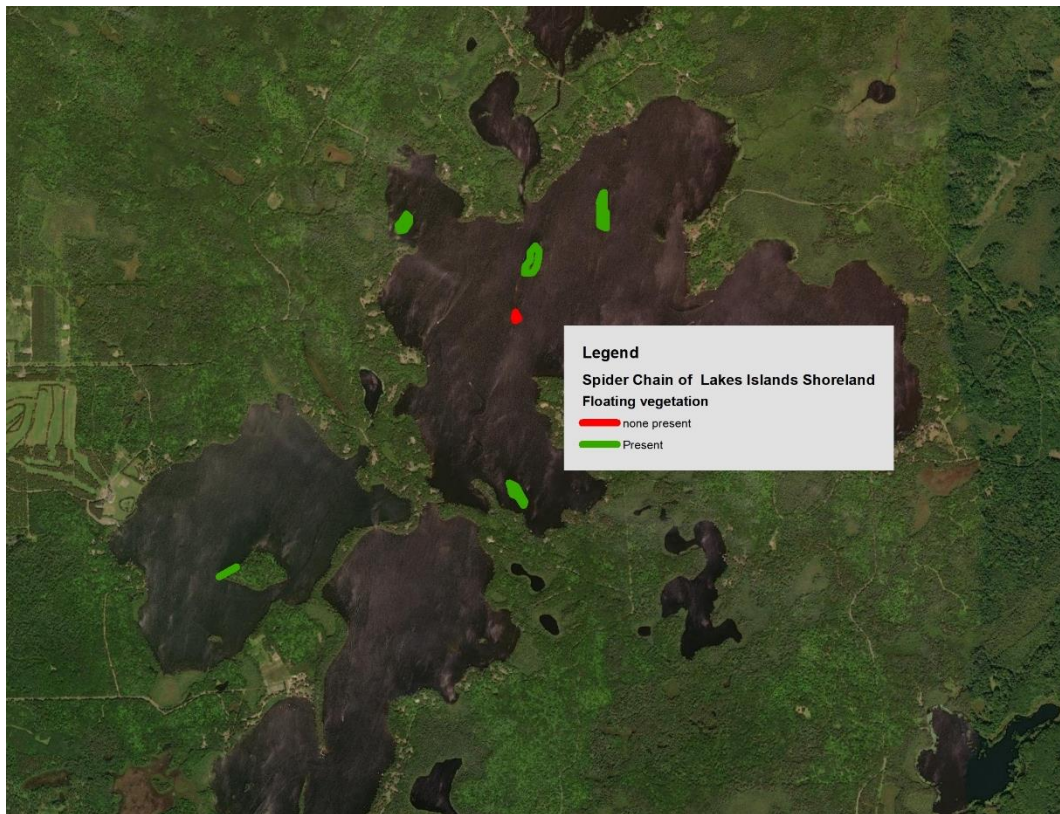 Legend
Spider Chain of  Lakes Islands Shoreland
Floating vegetation
none present
Present